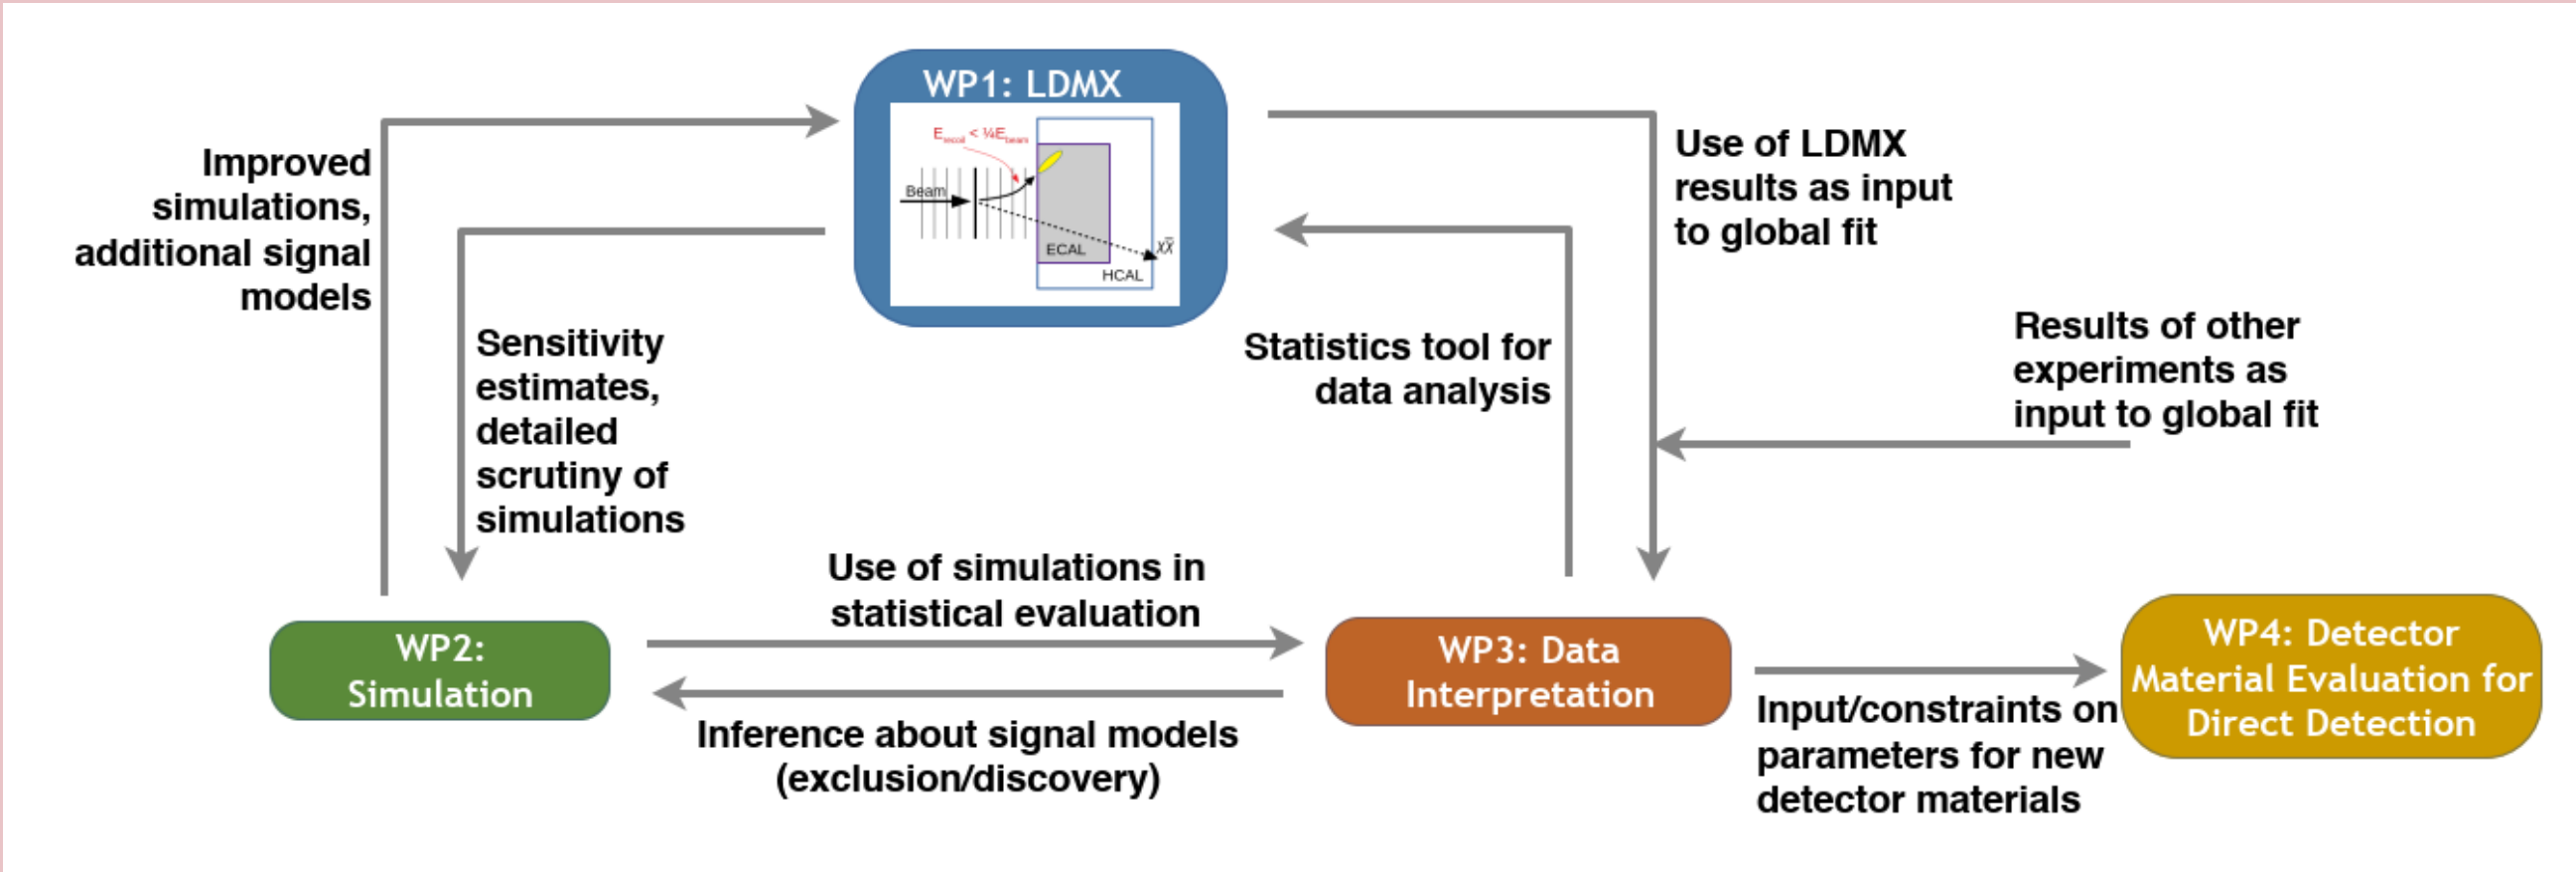 WP1: LDMX
E_recoil < ¼E_beam
Beam
ECAL
HCAL
χχ̅
Improved
simulations,
additional signal
models
Sensitivity
estimates,
detailed
scrutiny of
simulations
Use of LDMX
results as input
to global fit
Statistics tool for
data analysis
Results of other
experiments as
input to global fit
Use of simulations in
statistical evaluation
WP2:
Simulation
Inference about signal models
(exclusion/discovery)
WP3: Data
Interpretation
Input/constraints on
parameters for new
detector materials
WP4: Detector
Material Evaluation for
Direct Detection